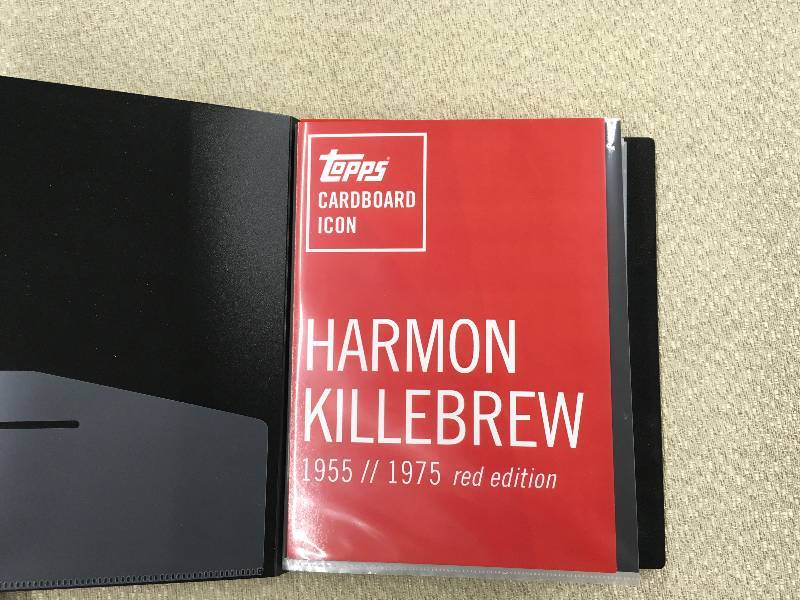 Topps
CARDBOARD
ICON
HARMON
KILLEBREW
1955 // 1975 red edition